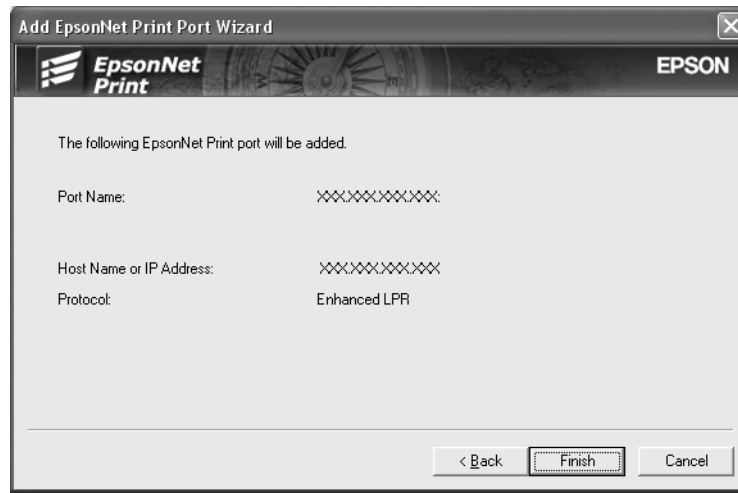 Add EpsonNet Print Port Wizard
EpsonNet
Print
EPSON
The following EpsonNet Print port will be added.
Port Name: XXX.XXX.XXX.XXX:
Host Name or IP Address: XXX.XXX.XXX.XXX
Protocol: Enhanced LPR
< Back Finish Cancel